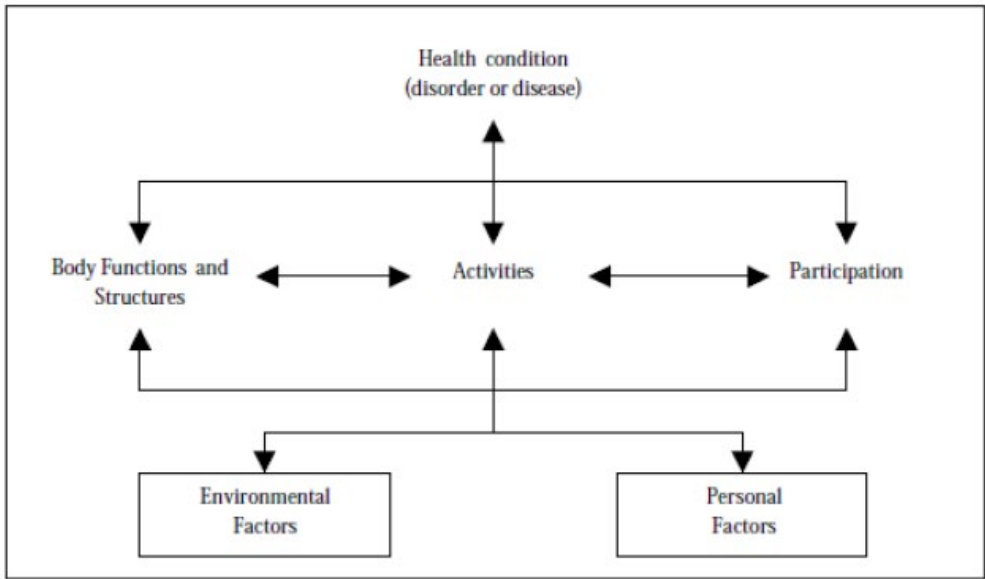 Health condition
(disorder or disease)
Body Functions and
Structures
Activities
Participation
Environmental
Factors
Personal
Factors